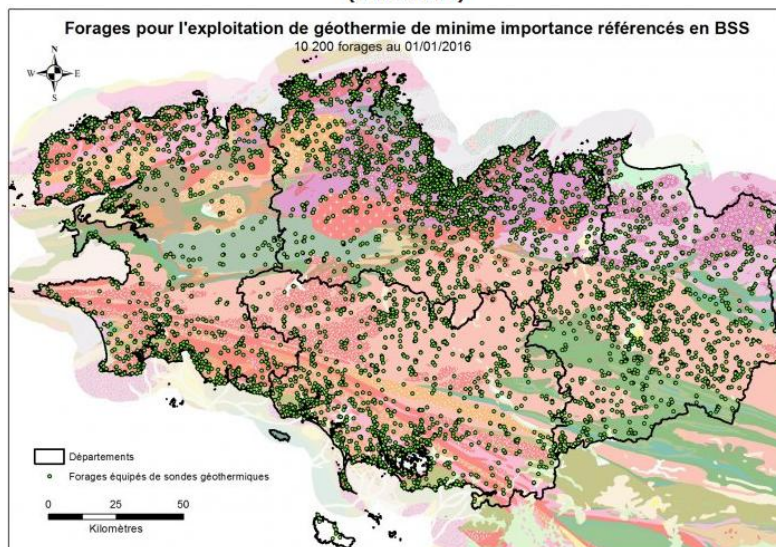 Forages pour l'exploitation de géothermie de minime importance référencés en BSS
10 200 forages au 01/01/2016
N
W
E
S
Départements
Forages équipés de sondes géothermiques
0 25 50
Kilomètres